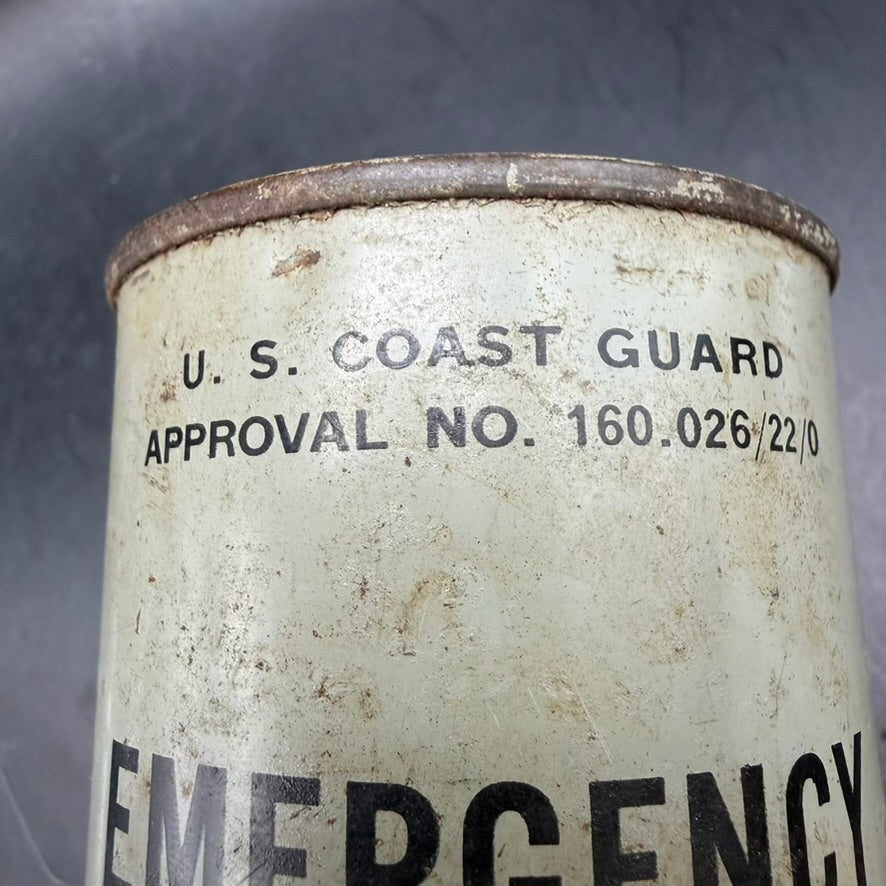 U. S. COAST GUARD
APPROVAL NO. 160.026/22/0
EMERGENCY